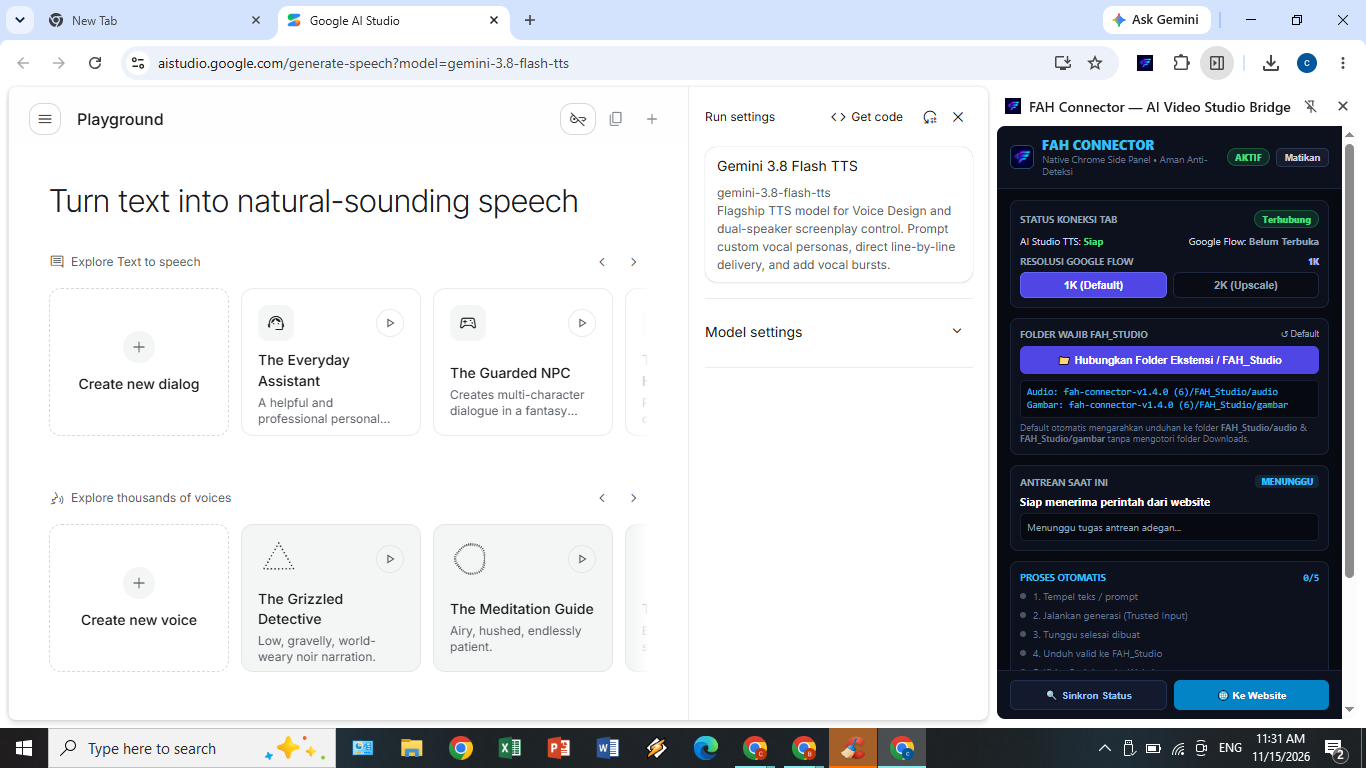 New Tab
Google AI Studio
Ask Gemini
aistudio.google.com/generate-speech?model=gemini-3.8-flash-tts
c
Playground
Turn text into natural-sounding speech
Explore Text to speech
Create new dialog
The Everyday
Assistant
A helpful and
professional personal...
The Guarded NPC
Creates multi-character
dialogue in a fantasy...
Explore thousands of voices
Create new voice
The Grizzled
Detective
Low, gravelly, world-
weary noir narration.
The Meditation Guide
Airy, hushed, endlessly
patient.
Run settings
Get code
Gemini 3.8 Flash TTS
gemini-3.8-flash-tts
Flagship TTS model for Voice Design and
dual-speaker screenplay control. Prompt
custom vocal personas, direct line-by-line
delivery, and add vocal bursts.
Model settings
FAH Connector — AI Video Studio Bridge
FAH CONNECTOR
Native Chrome Side Panel • Aman Anti-
Deteksi
AKTIF
Matikan
STATUS KONEKSI TAB
Terhubung
AI Studio TTS: Siap
Google Flow: Belum Terbuka
RESOLUSI GOOGLE FLOW
1K
1K (Default)
2K (Upscale)
FOLDER WAJIB FAH_STUDIO
↺ Default
Hubungkan Folder Ekstensi / FAH_Studio
Audio: fah-connector-v1.4.0 (6)/FAH_Studio/audio
Gambar: fah-connector-v1.4.0 (6)/FAH_Studio/gambar
Default otomatis mengarahkan unduhan ke folder FAH_Studio/audio &
FAH_Studio/gambar tanpa mengotori folder Downloads.
ANTREAN SAAT INI
MENUNGGU
Siap menerima perintah dari website
Menunggu tugas antrean adegan...
PROSES OTOMATIS
0/5
1. Tempel teks / prompt
2. Jalankan generasi (Trusted Input)
3. Tunggu selesai dibuat
4. Unduh valid ke FAH_Studio
Sinkron Status
Ke Website
Type here to search
ENG
11:31 AM
11/15/2026
2